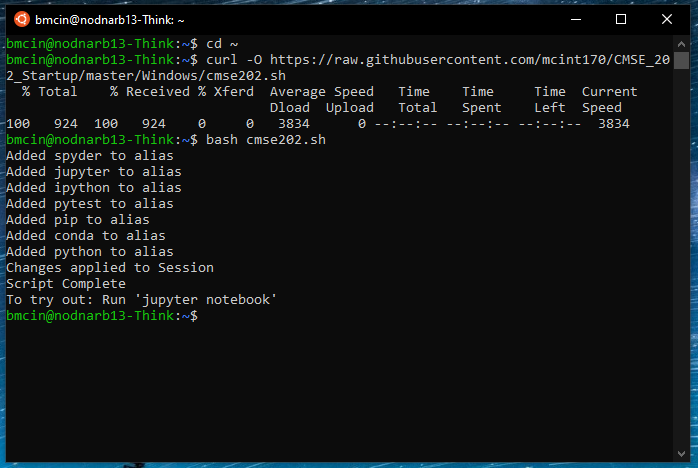 bmcin@nodnarb13-Think: ~
bmcin@nodnarb13-Think:~$ cd ~
bmcin@nodnarb13-Think:~$ curl -O https://raw.githubusercontent.com/mcint170/CMSE_20
2_Startup/master/Windows/cmse202.sh
  % Total    % Received % Xferd  Average Speed   Time    Time     Time  Current
                                 Dload  Upload   Total   Spent    Left  Speed
100   924  100   924    0     0   3834      0 --:--:-- --:--:-- --:--:--  3834
bmcin@nodnarb13-Think:~$ bash cmse202.sh
Added spyder to alias
Added jupyter to alias
Added ipython to alias
Added pytest to alias
Added pip to alias
Added conda to alias
Added python to alias
Changes applied to Session
Script Complete
To try out: Run 'jupyter notebook'
bmcin@nodnarb13-Think:~$